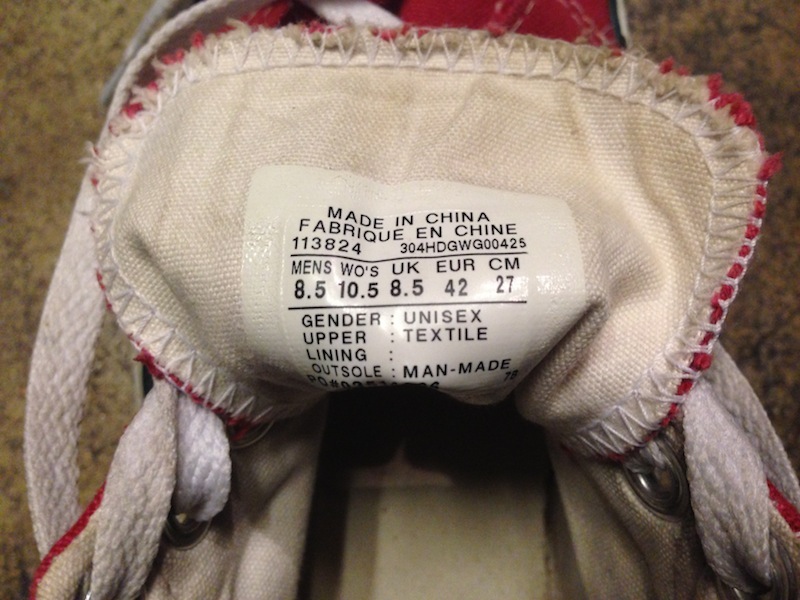 MADE IN CHINA
FABRIQUE EN CHINE
113824 304HDGWG00425
MENS WO'S UK EUR CM
8.5 10.5 8.5 42 27
GENDER : UNISEX
UPPER : TEXTILE
LINING :
OUTSOLE : MAN-MADE